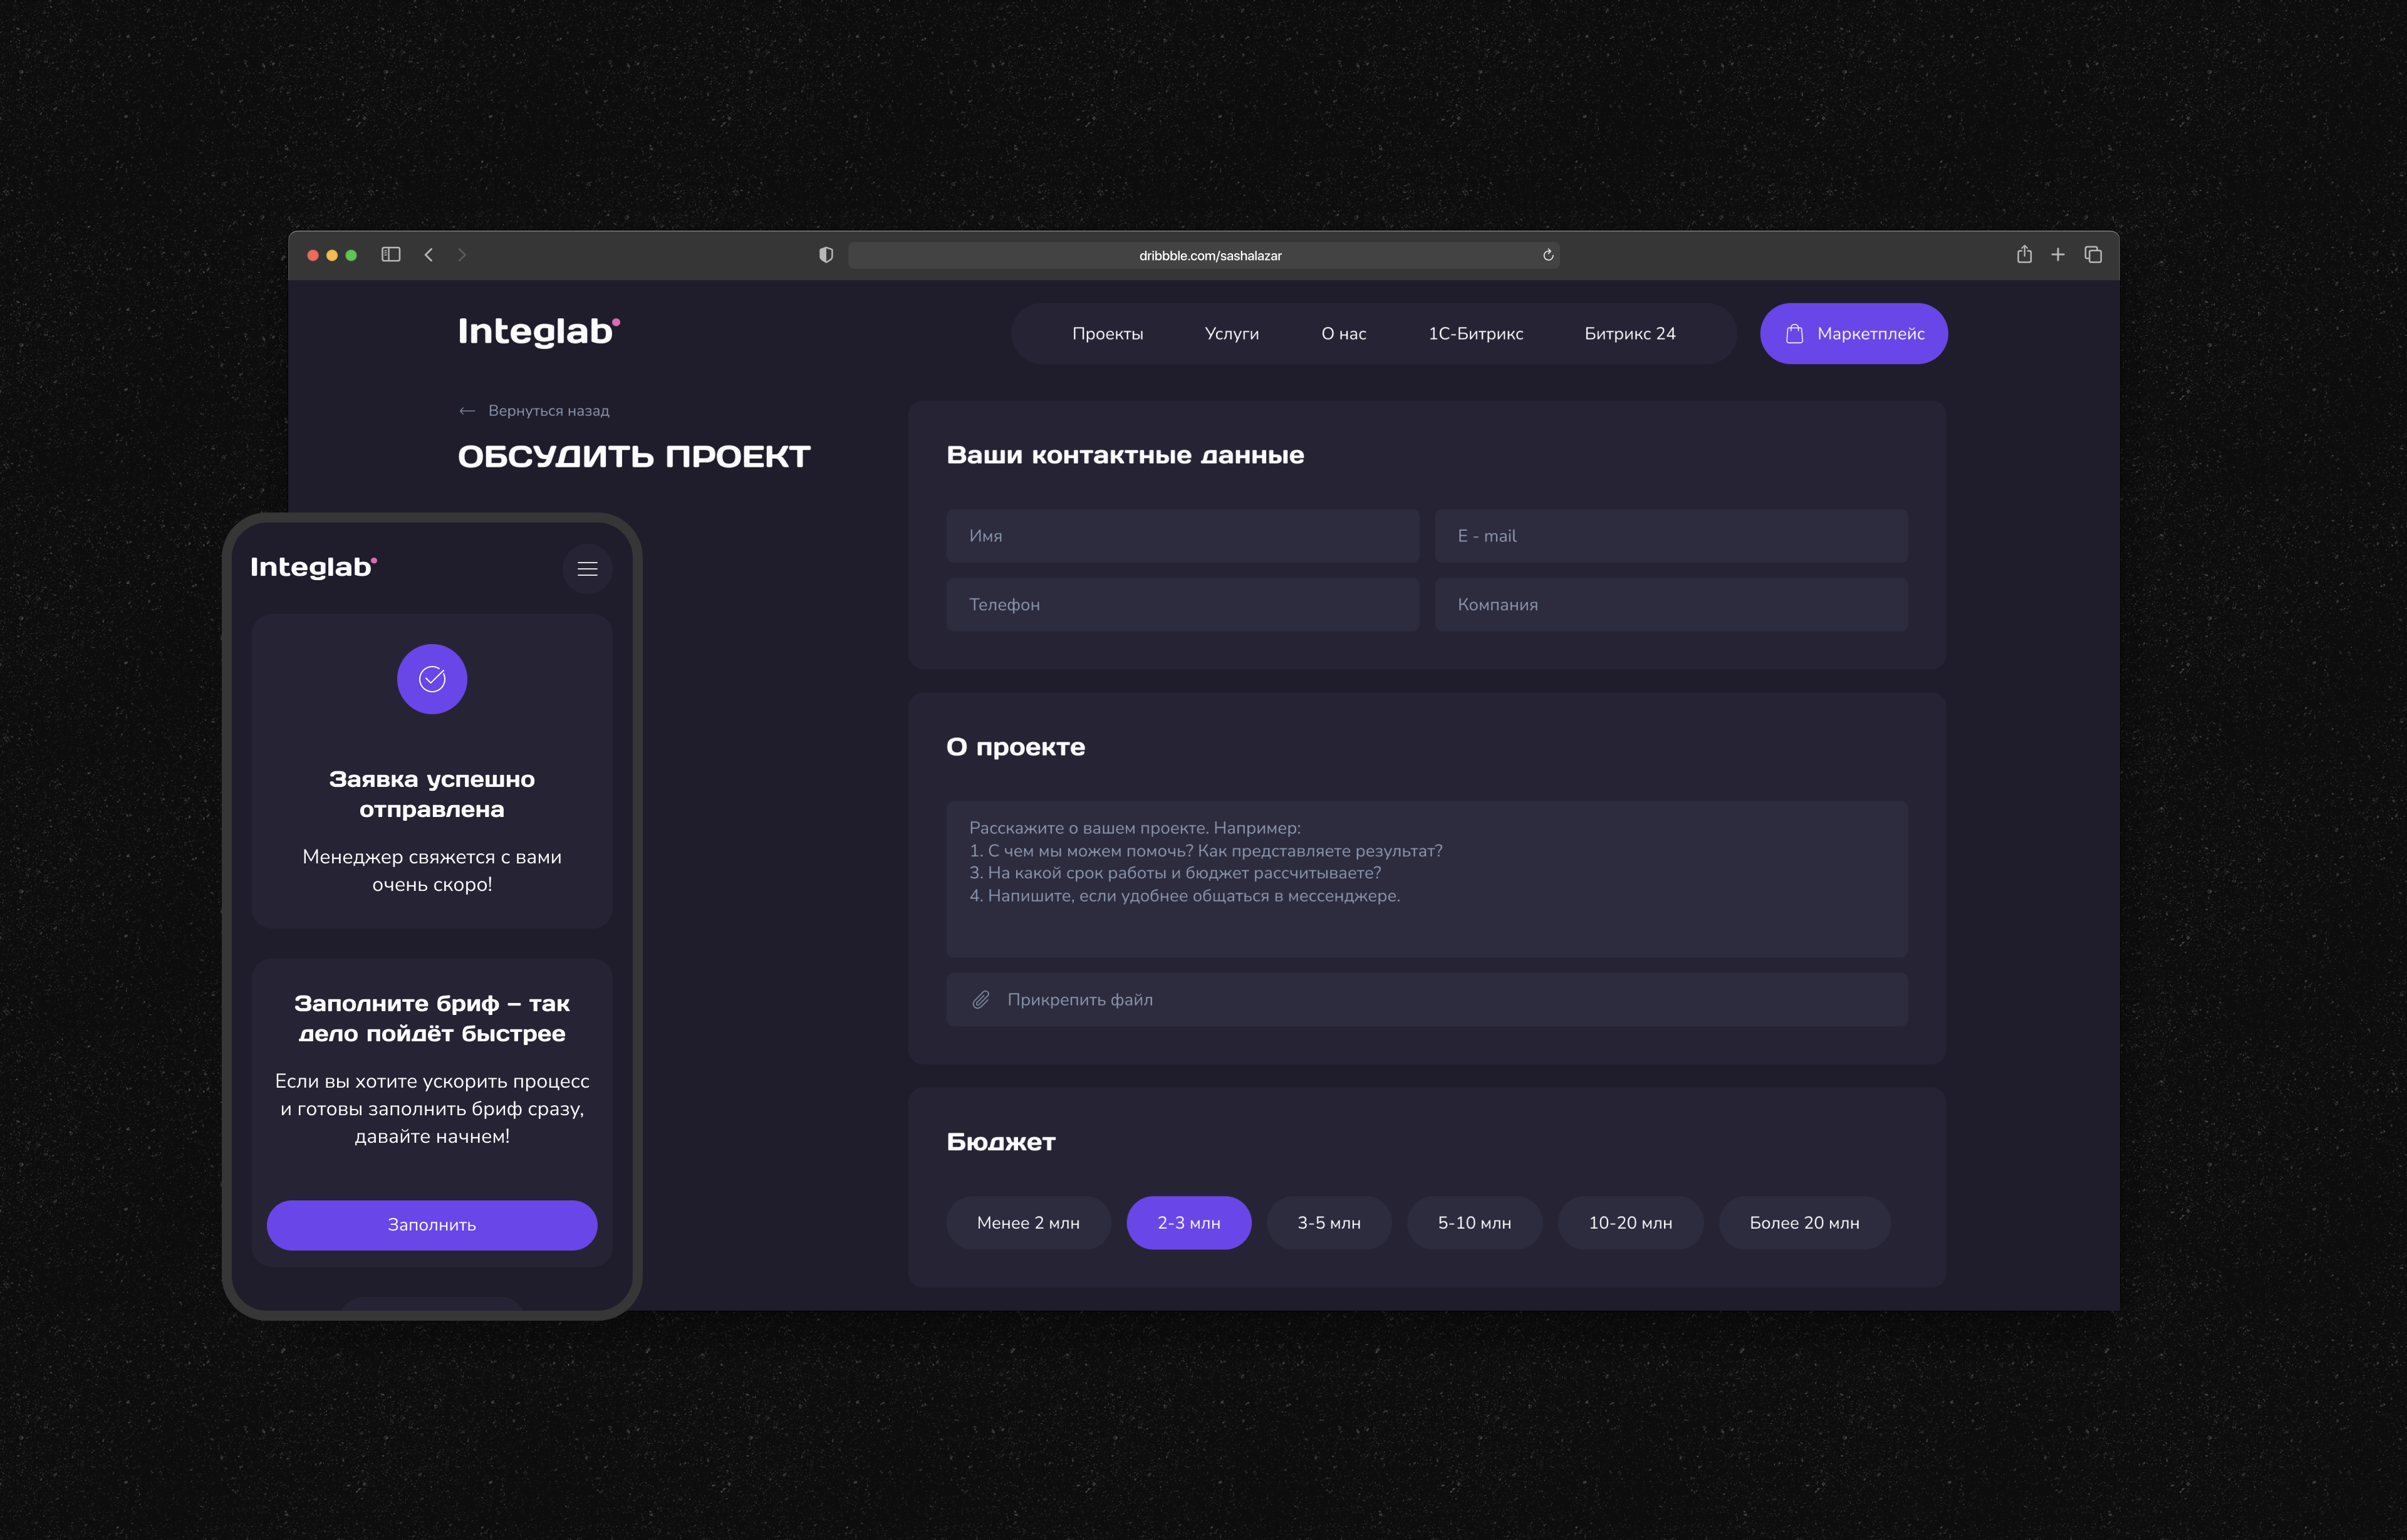 dribbble.com/sashalazar
Integlab
Проекты
Услуги
О нас
1С-Битрикс
Битрикс 24
Маркетплейс
Вернуться назад
ОБСУДИТЬ ПРОЕКТ
Ваши контактные данные
Имя
E - mail
Телефон
Компания
О проекте
Расскажите о вашем проекте. Например:
1. С чем мы можем помочь? Как представляете результат?
3. На какой срок работы и бюджет рассчитываете?
4. Напишите, если удобнее общаться в мессенджере.
Прикрепить файл
Бюджет
Менее 2 млн
2-3 млн
3-5 млн
5-10 млн
10-20 млн
Более 20 млн
Integlab
Заявка успешно
отправлена
Менеджер свяжется с вами
очень скоро!
Заполните бриф – так
дело пойдёт быстрее
Если вы хотите ускорить процесс
и готовы заполнить бриф сразу,
давайте начнем!
Заполнить